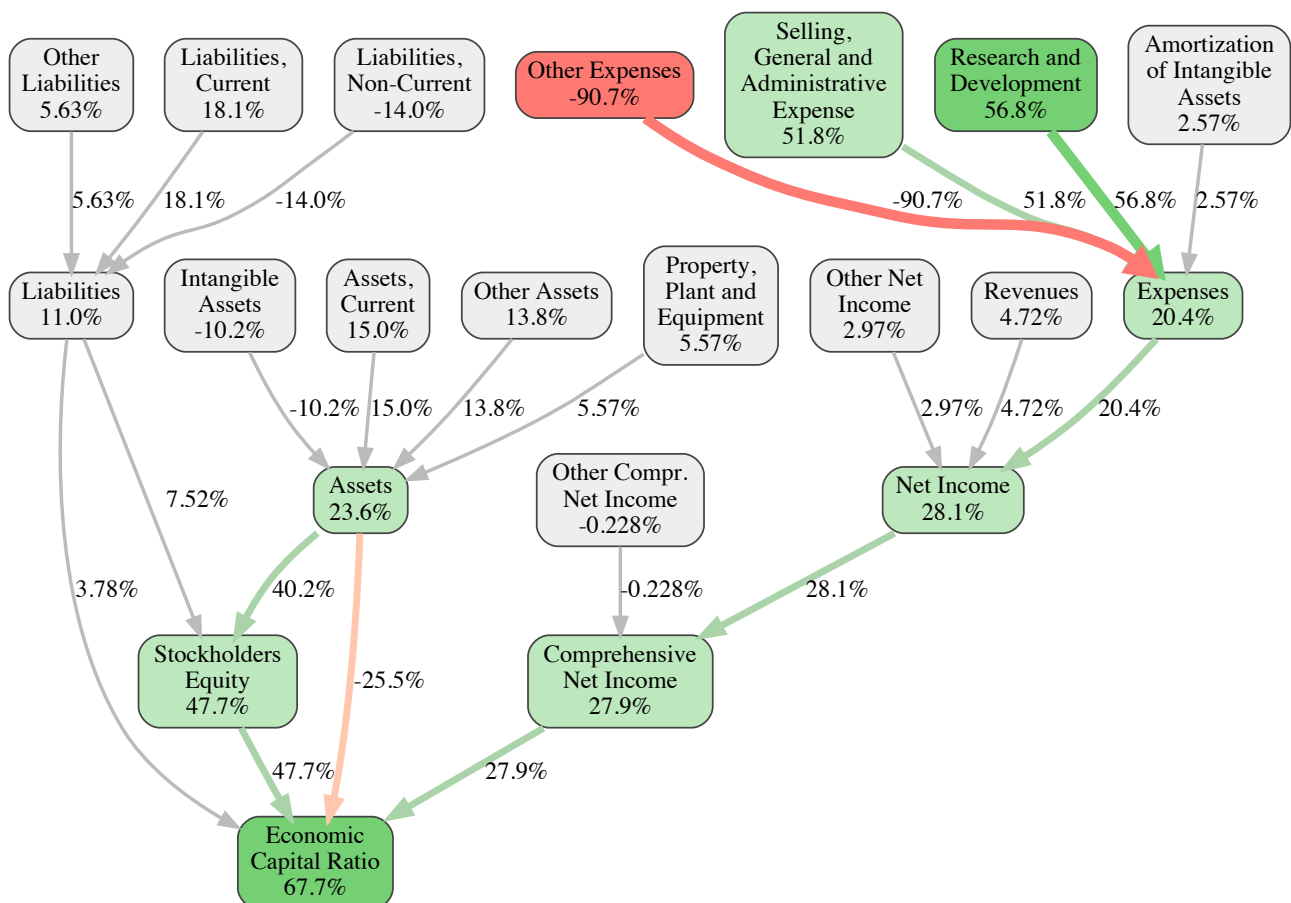 Other
Liabilities
5.63%
Liabilities,
Current
18.1%
Liabilities,
Non-Current
-14.0%
Other Expenses
-90.7%
Selling,
General and
Administrative
Expense
51.8%
Research and
Development
56.8%
Amortization
of Intangible
Assets
2.57%
5.63%
18.1%
-14.0%
-90.7%
51.8%
56.8%
2.57%
Liabilities
11.0%
Intangible
Assets
-10.2%
Assets,
Current
15.0%
Other Assets
13.8%
Property,
Plant and
Equipment
5.57%
Other Net
Income
2.97%
Revenues
4.72%
Expenses
20.4%
-10.2%
15.0%
13.8%
5.57%
2.97%
4.72%
20.4%
7.52%
Assets
23.6%
Other Compr.
Net Income
-0.228%
Net Income
28.1%
3.78%
40.2%
-0.228%
28.1%
Stockholders
Equity
47.7%
-25.5%
Comprehensive
Net Income
27.9%
47.7%
27.9%
Economic
Capital Ratio
67.7%